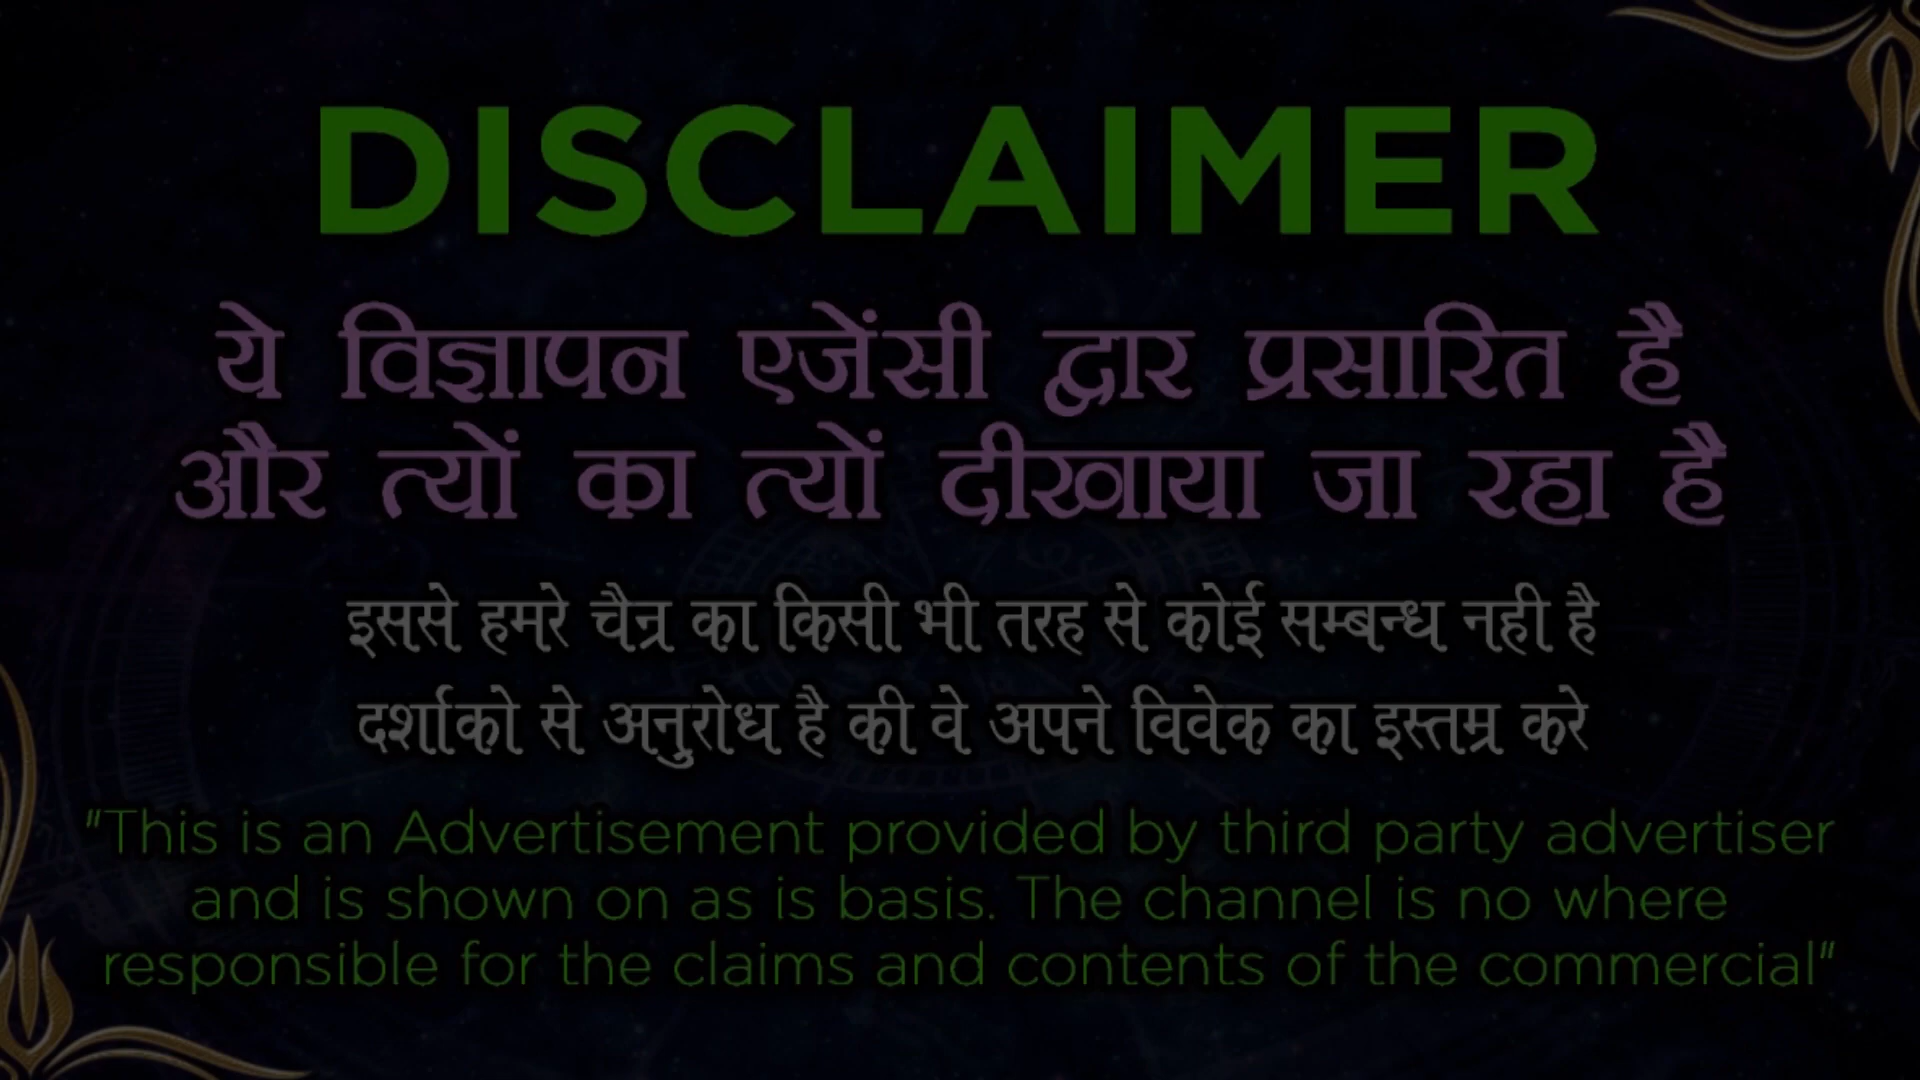 DISCLAIMER
ये विज्ञापन एजेंसी द्वार प्रसारित है
और त्यों का त्यों दीखाया जा रहा है
इससे हमरे चैन्र का किसी भी तरह से कोई सम्बन्ध नही है
दर्शाको से अनुरोध है की वे अपने विवेक का इस्तम्र करे
"This is an Advertisement provided by third party advertiser
and is shown on as is basis. The channel is no where
responsible for the claims and contents of the commercial"